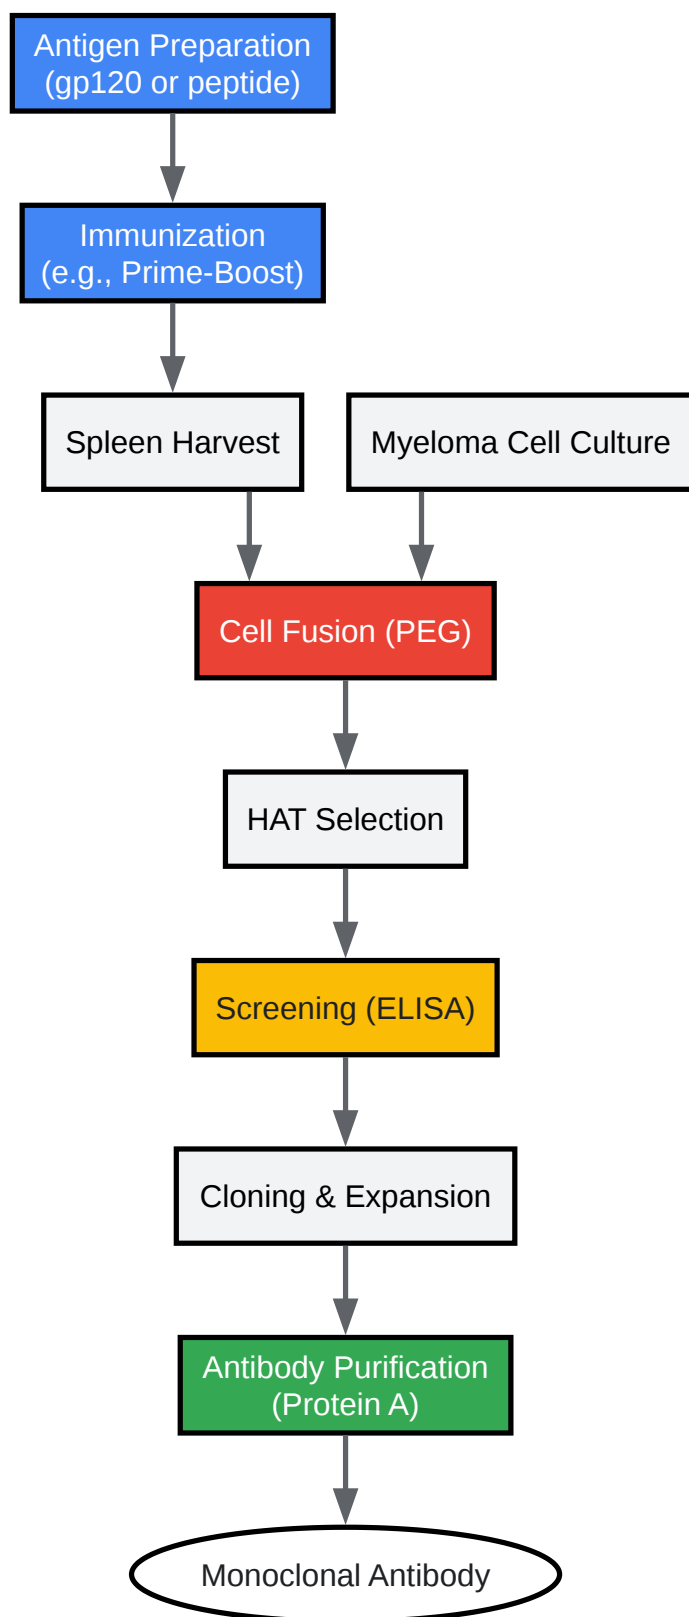 Antigen Preparation
(gp120 or peptide)
Immunization
(e.g., Prime-Boost)
Spleen Harvest
Myeloma Cell Culture
Cell Fusion (PEG)
HAT Selection
Screening (ELISA)
Cloning & Expansion
Antibody Purification
(Protein A)
Monoclonal Antibody